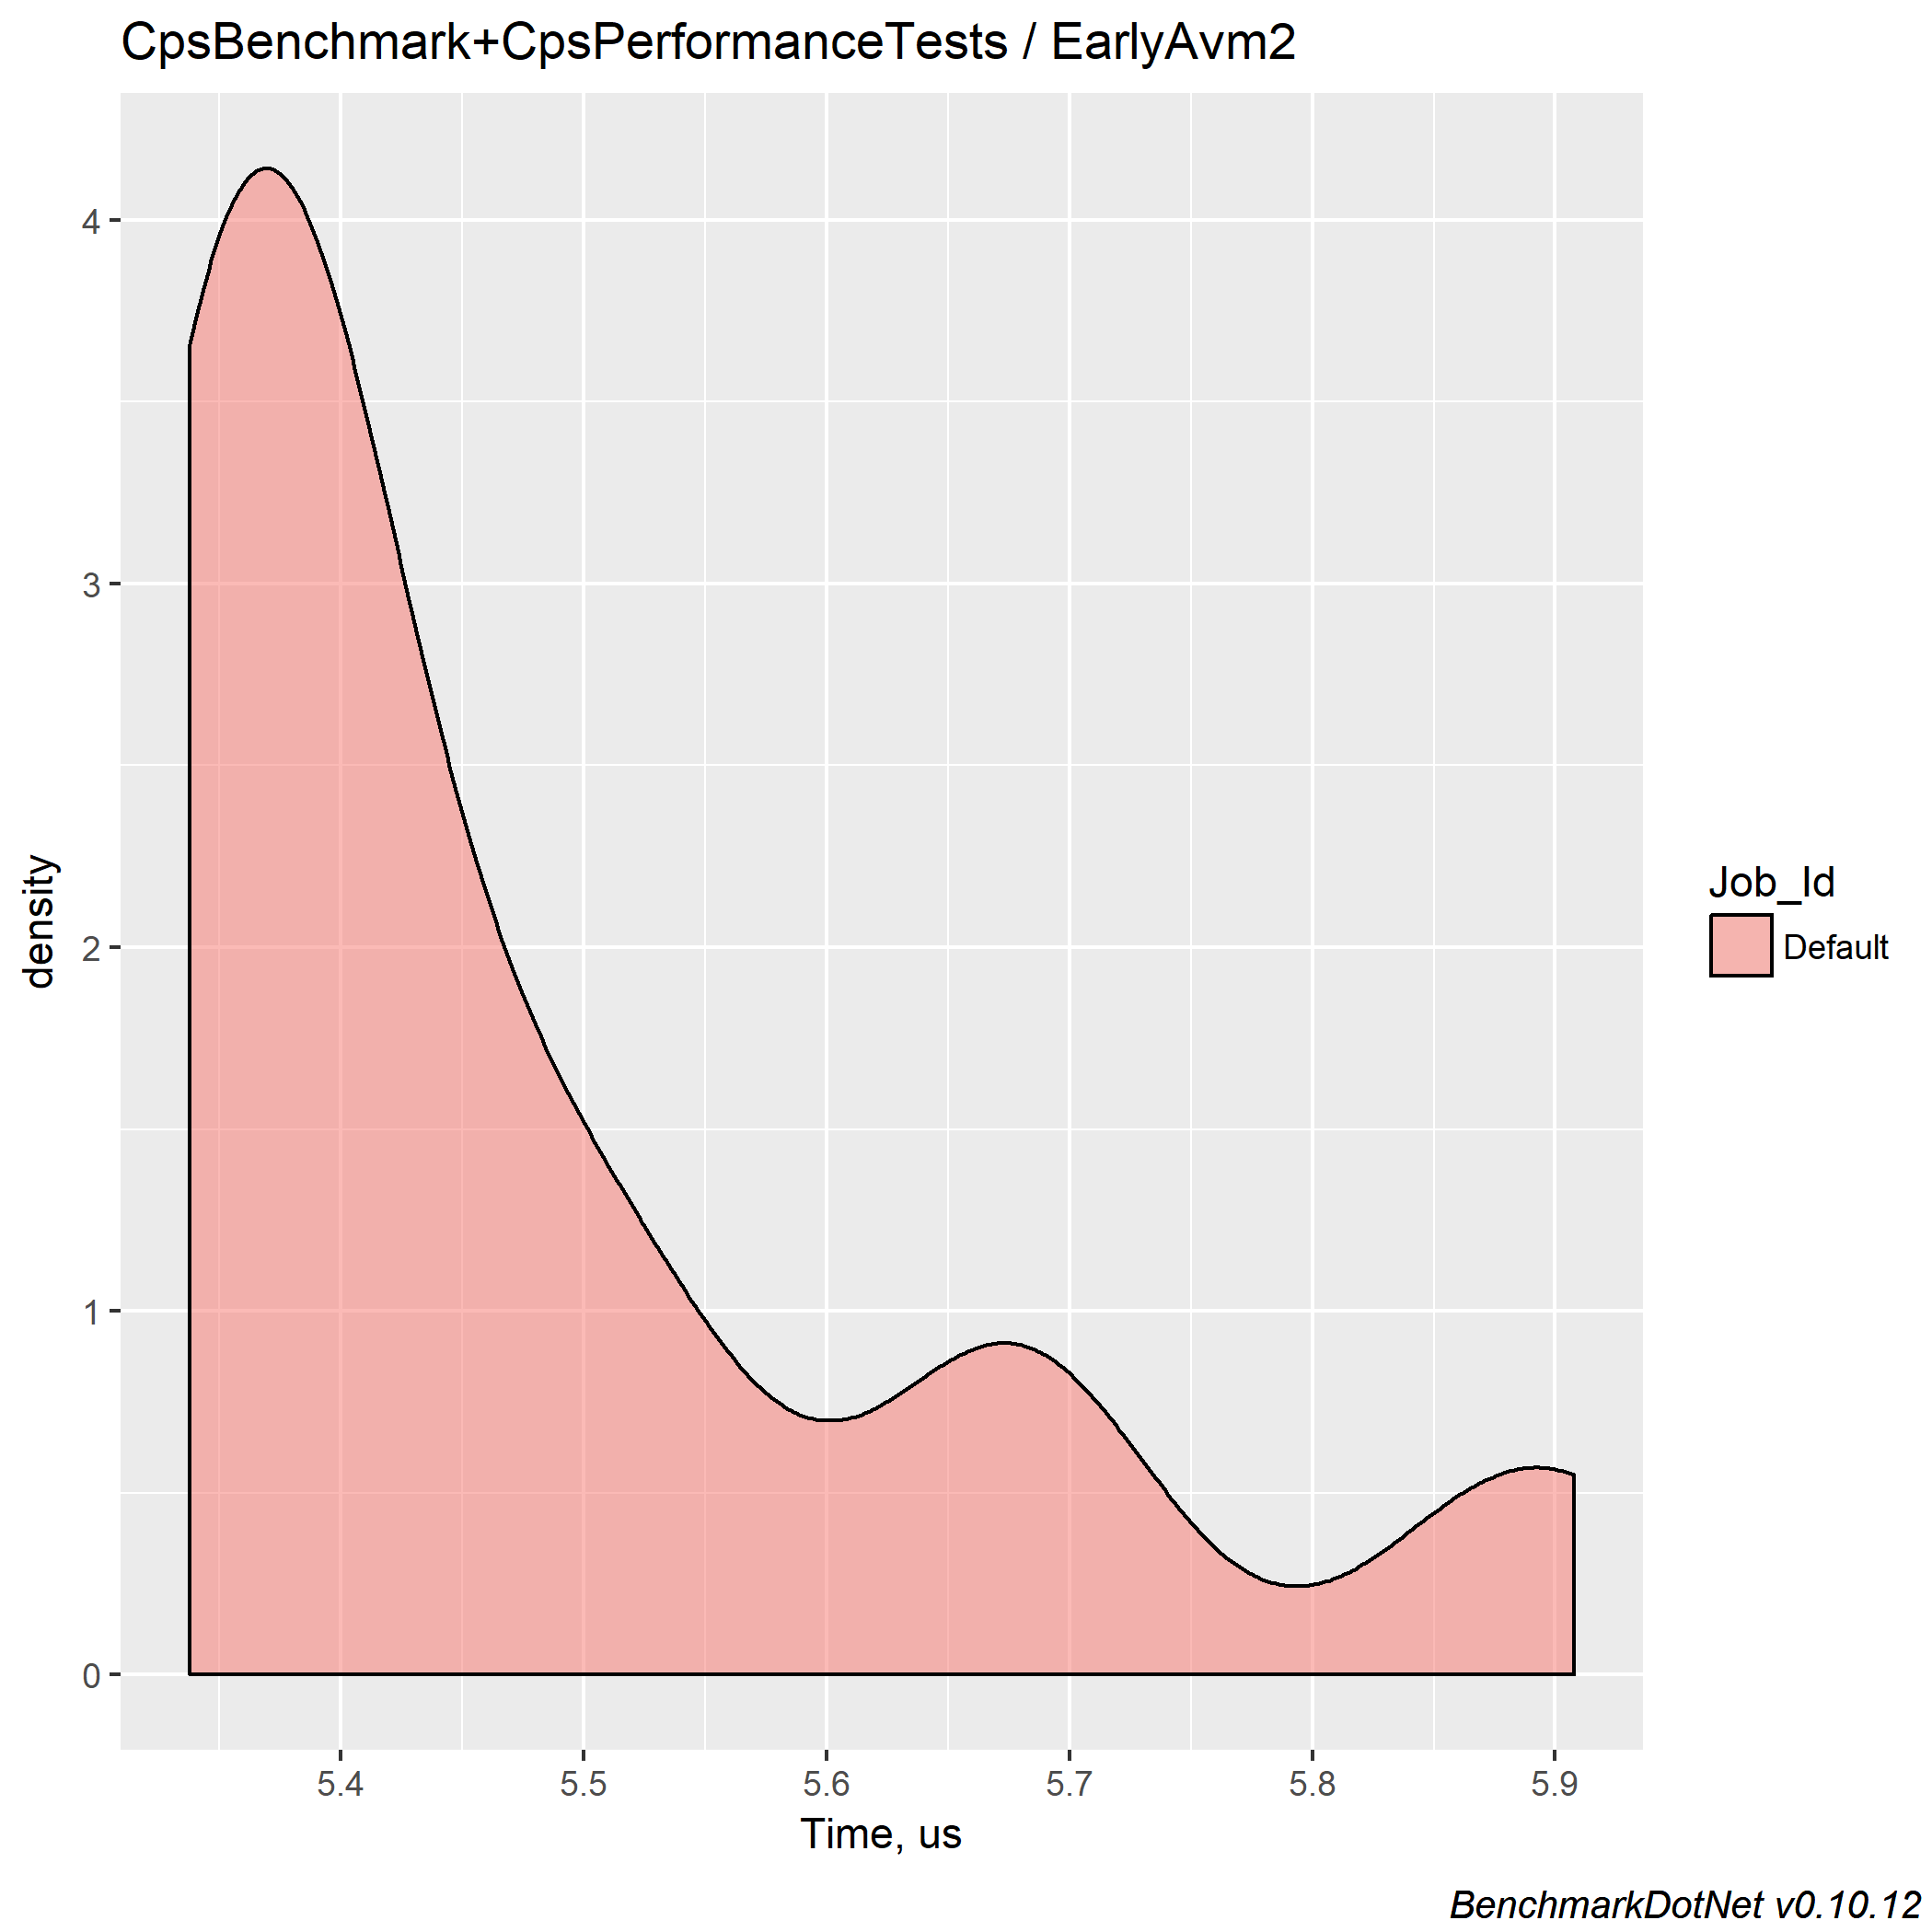 CpsBenchmark+CpsPerformanceTests / EarlyAvm2
4
3
2
1
0
density
5.4 5.5 5.6 5.7 5.8 5.9
Time, us
Job_Id
Default
BenchmarkDotNet v0.10.12